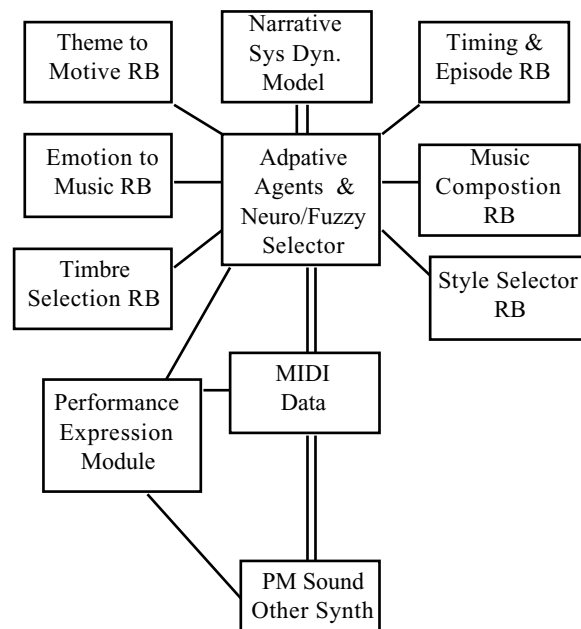 Theme to
Motive RB
Narrative
Sys Dyn.
Model
Timing &
Episode RB
Emotion to
Music RB
Adpative
Agents &
Neuro/Fuzzy
Selector
Music
Compostion
RB
Timbre
Selection RB
Style Selector
RB
Performance
Expression
Module
MIDI
Data
PM Sound
Other Synth